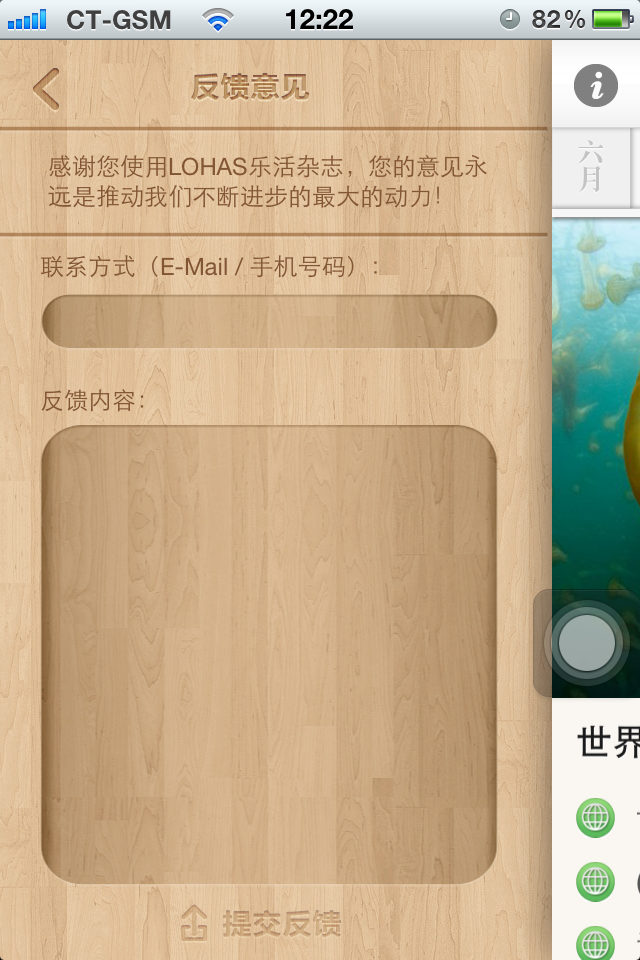 CT-GSM 12:22 82%
反馈意见
感谢您使用LOHAS乐活杂志，您的意见永
远是推动我们不断进步的最大的动力！
六
月
联系方式（E-Mail / 手机号码）：
反馈内容：
世界
提交反馈